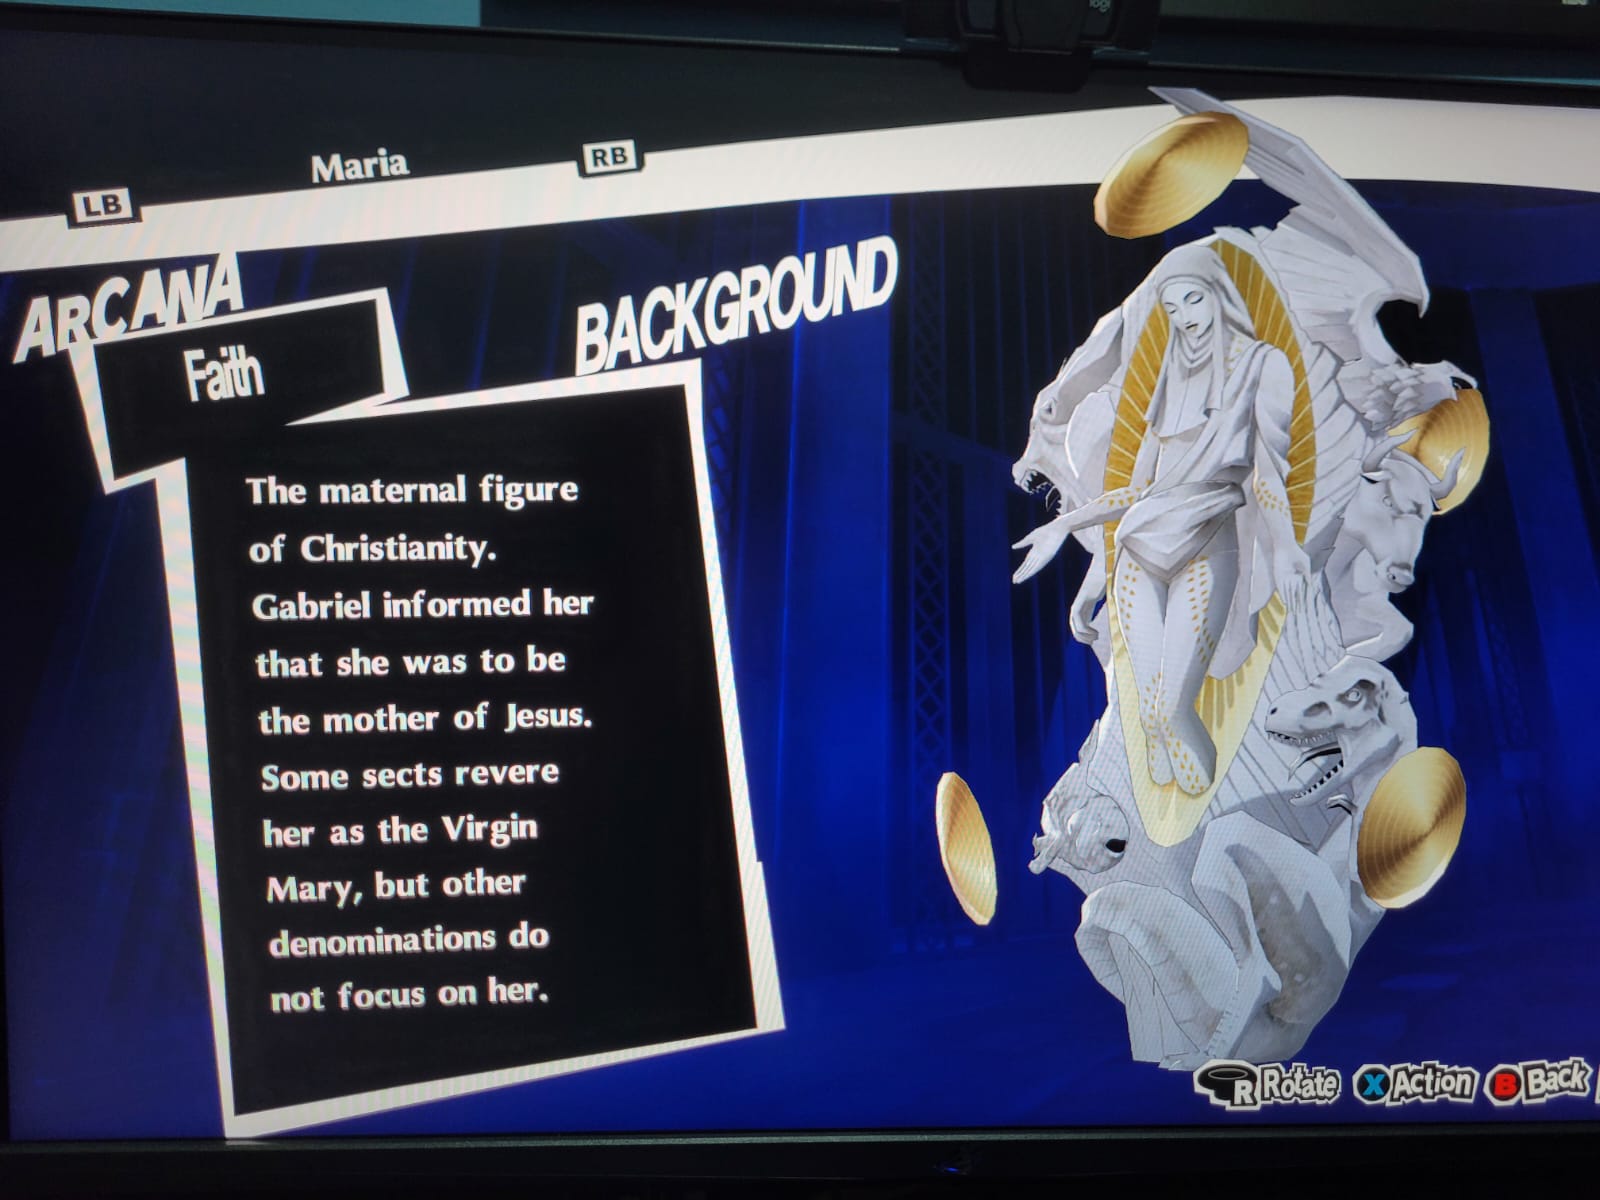 logi
Maria
LB
RB
ARCANA
Faith
BACKGROUND
The maternal figure
of Christianity.
Gabriel informed her
that she was to be
the mother of Jesus.
Some sects revere
her as the Virgin
Mary, but other
denominations do
not focus on her.
R Rotate X Action B Back